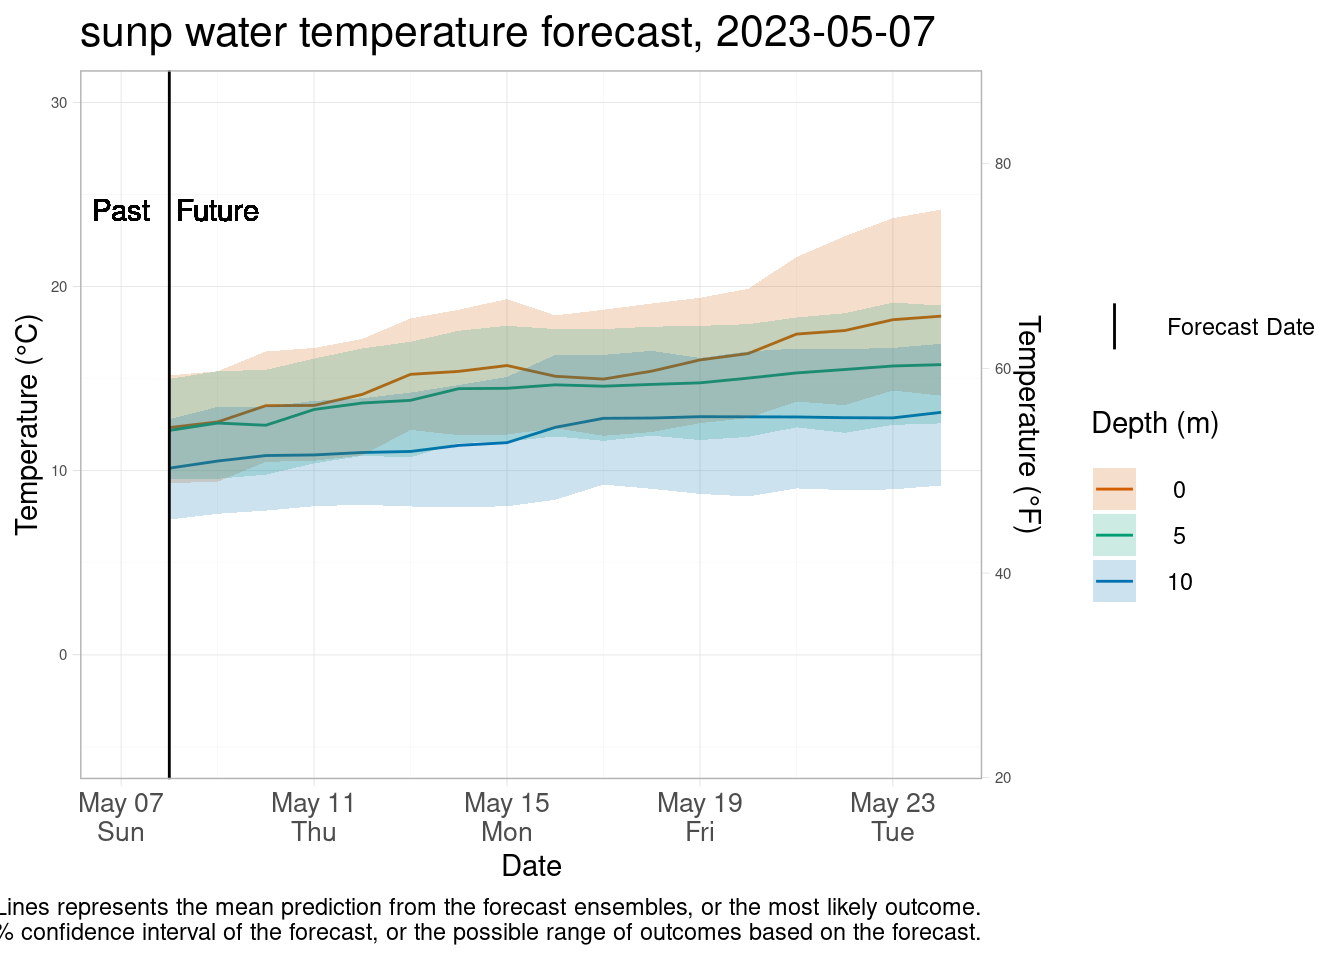 sunp water temperature forecast, 2023-05-07
30
20
10
0
Temperature (°C)
Past
Future
80
60
40
20
Temperature (°F)
May 07
Sun
May 11
Thu
May 15
Mon
May 19
Fri
May 23
Tue
Date
Forecast Date
Depth (m)
0
5
10
Lines represents the mean prediction from the forecast ensembles, or the most likely outcome.
% confidence interval of the forecast, or the possible range of outcomes based on the forecast.